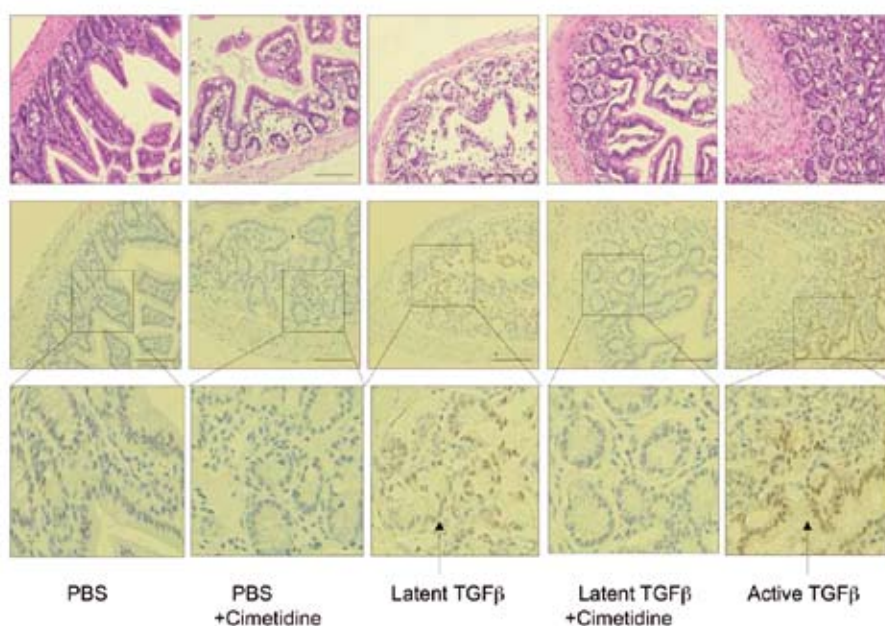 PBS
PBS
+Cimetidine
Latent TGFβ
Latent TGFβ
+Cimetidine
Active TGFβ